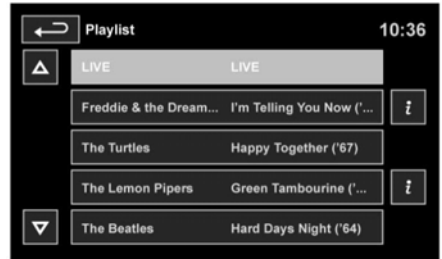 Playlist 10:36
LIVE LIVE
Freddie & the Dream... I'm Telling You Now ('... i
The Turtles Happy Together ('67)
The Lemon Pipers Green Tambourine ('... i
The Beatles Hard Days Night ('64)